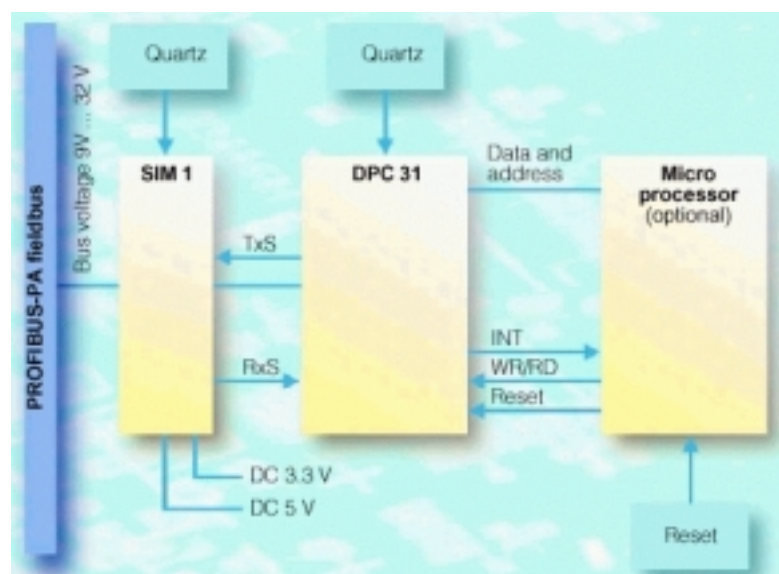 Quartz
Quartz
PROFIBUS-PA fieldbus
Bus voltage 9V ... 32 V
SIM 1
DPC 31
Data and
address
Micro
processor
(optional)
TxS
RxS
INT
WR/RD
Reset
DC 3.3 V
DC 5 V
Reset